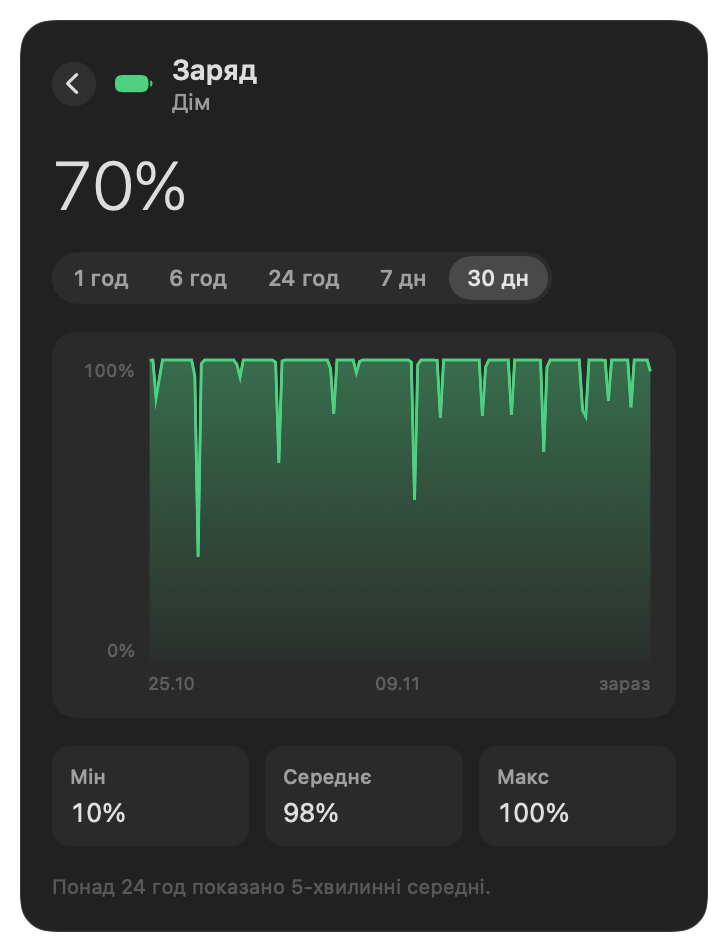 Заряд
Дім
70%
1 год 6 год 24 год 7 дн 30 дн
100%
0%
25.10 09.11 зараз
Мін Середнє Макс
10% 98% 100%
Понад 24 год показано 5-хвилинні середні.